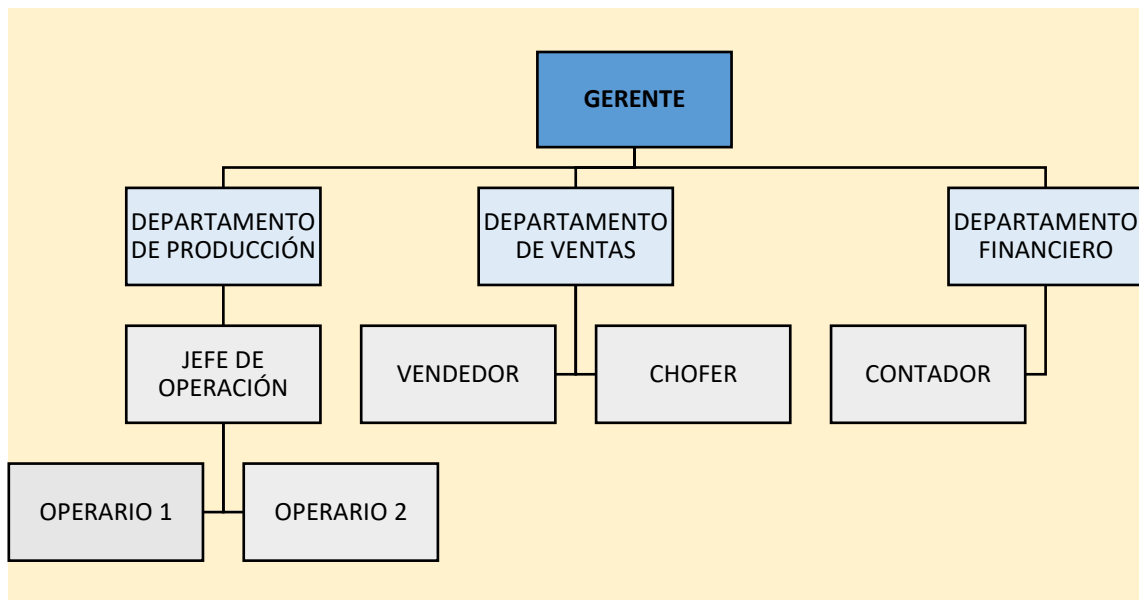 GERENTE
DEPARTAMENTO
DE PRODUCCIÓN
DEPARTAMENTO
DE VENTAS
DEPARTAMENTO
FINANCIERO
JEFE DE
OPERACIÓN
VENDEDOR
CHOFER
CONTADOR
OPERARIO 1
OPERARIO 2